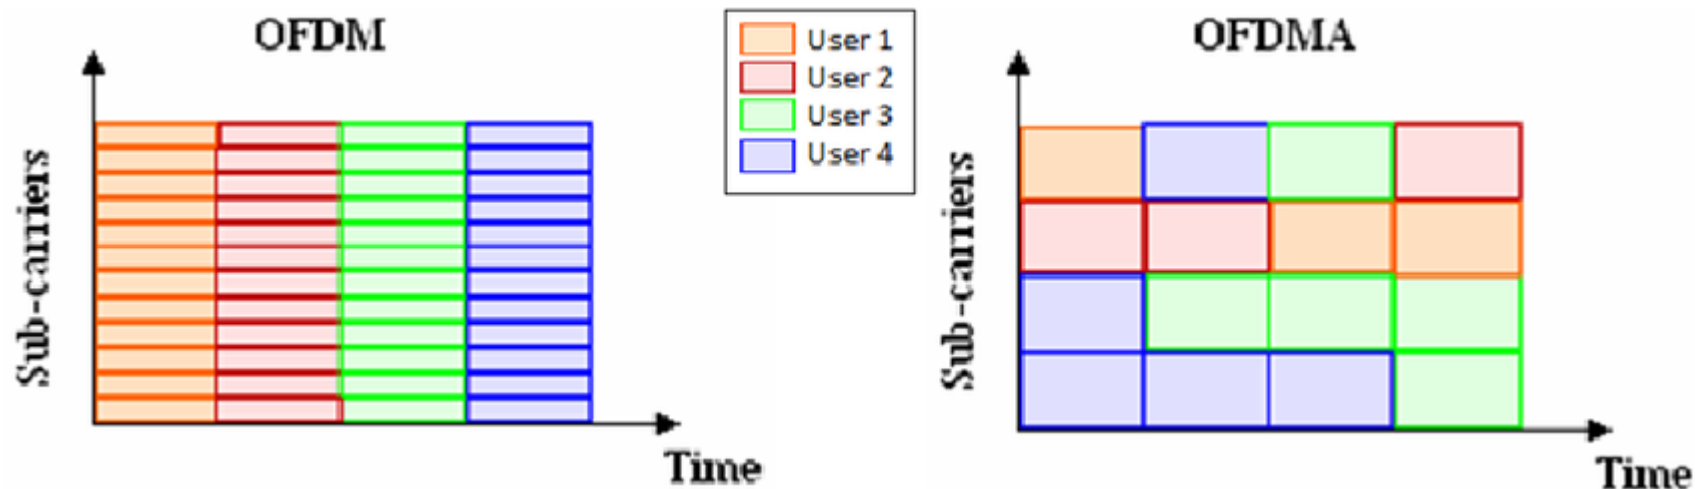 OFDM
Sub-carriers
Time
User 1
User 2
User 3
User 4
OFDMA
Sub-carriers
Time